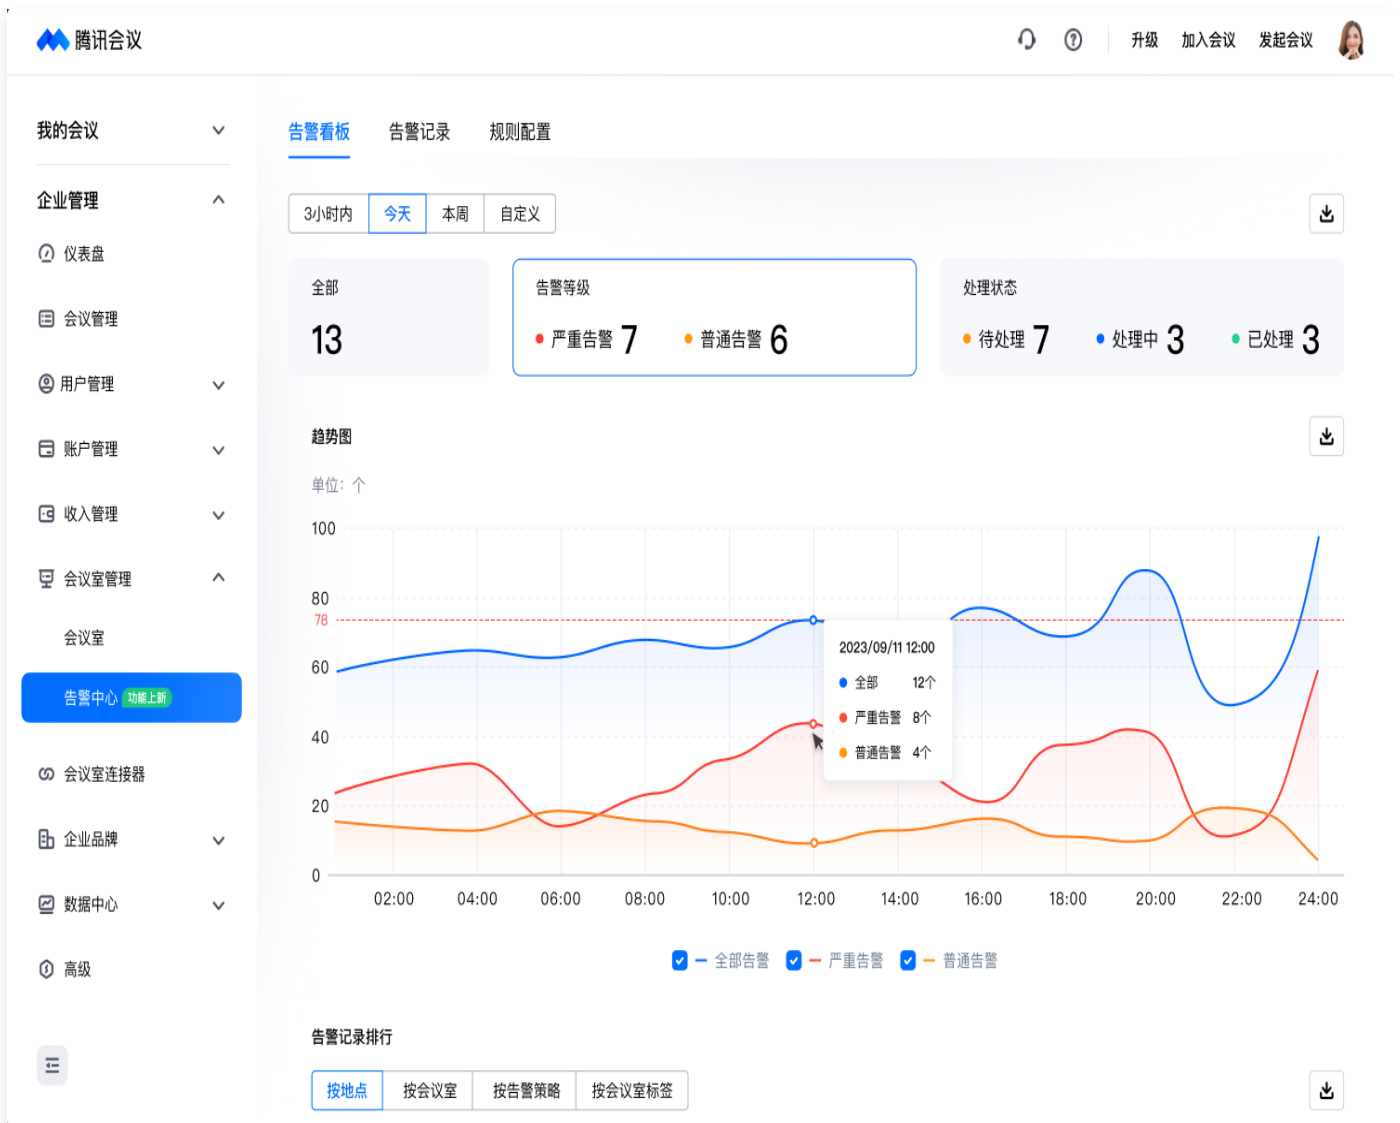 腾讯会议
升级 加入会议 发起会议
我的会议
企业管理
仪表盘
会议管理
用户管理
账户管理
收入管理
会议室管理
会议室
告警中心 功能上新
会议室连接器
企业品牌
数据中心
高级
告警看板 告警记录 规则配置
3小时内 今天 本周 自定义
全部
13
告警等级
严重告警 7 普通告警 6
处理状态
待处理 7 处理中 3 已处理 3
趋势图
单位：个
100
80
78
60
40
20
0
2023/09/11 12:00
全部 12个
严重告警 8个
普通告警 4个
02:00 04:00 06:00 08:00 10:00 12:00 14:00 16:00 18:00 20:00 22:00 24:00
全部告警 严重告警 普通告警
告警记录排行
按地点 按会议室 按告警策略 按会议室标签